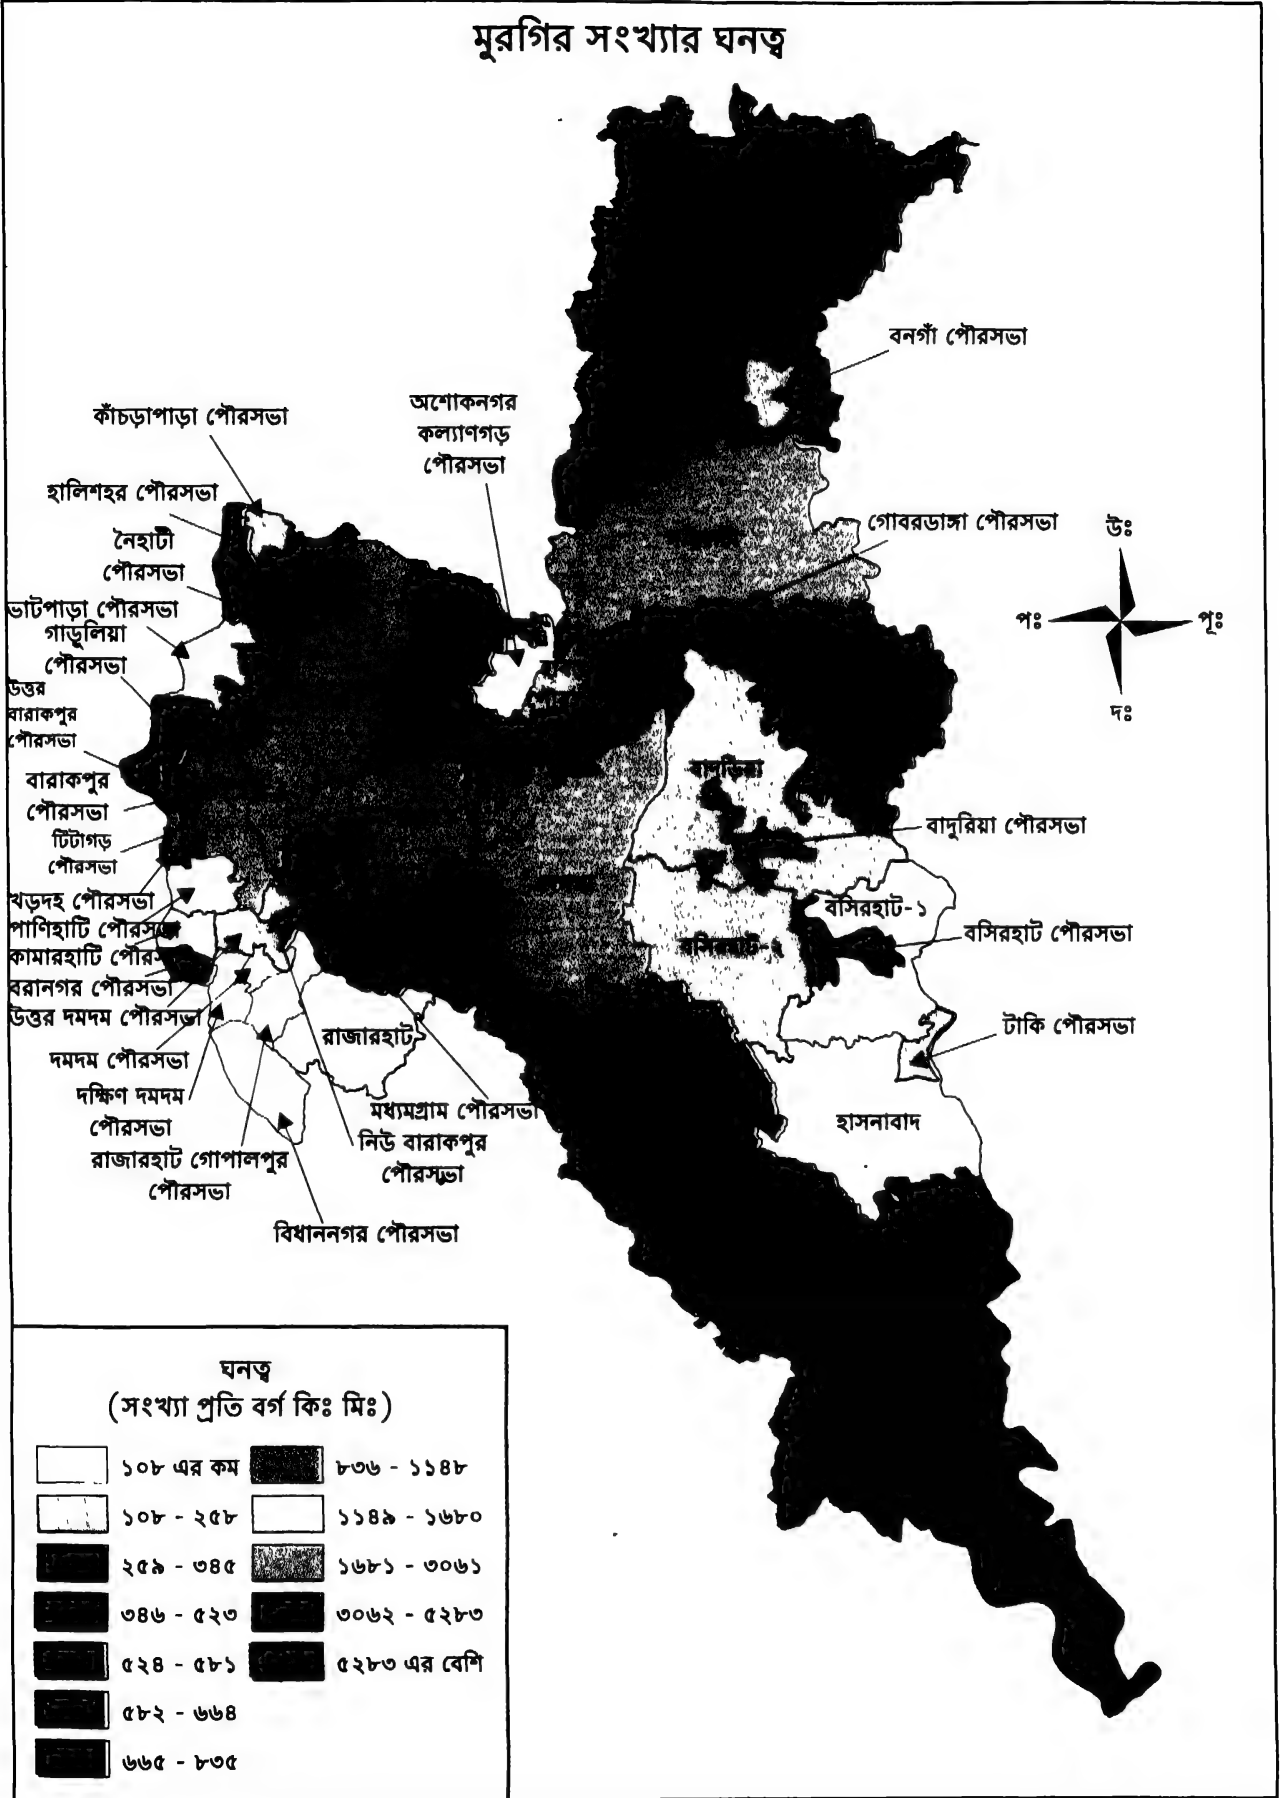 মুরগির সংখ্যার ঘনত্ব
বনগাঁ পৌরসভা
কাঁচড়াপাড়া পৌরসভা
অশোকনগর
কল্যাণগড়
পৌরসভা
হালিশহর পৌরসভা
গোবরডাঙ্গা পৌরসভা
নৈহাটী
পৌরসভা
উঃ
পঃ
পূঃ
দঃ
ভাটপাড়া পৌরসভা
গাড়ুলিয়া
পৌরসভা
উত্তর
বারাকপুর
পৌরসভা
বারাকপুর
পৌরসভা
টিটাগড়
পৌরসভা
খড়দহ পৌরসভা
পাণিহাটি পৌরসভা
কামারহাটি পৌরস
বরানগর পৌরসভা
উত্তর দমদম পৌরসভা
দমদম পৌরসভা
দক্ষিণ দমদম
পৌরসভা
রাজারহাট গোপালপুর
পৌরসভা
বিধাননগর পৌরসভা
রাজারহাট
মধ্যমগ্রাম পৌরসভা
নিউ বারাকপুর
পৌরসভা
বাদুড়িয়া
বাদুরিয়া পৌরসভা
বসিরহাট-১
বসিরহাট-২
বসিরহাট পৌরসভা
টাকি পৌরসভা
হাসনাবাদ
ঘনত্ব
(সংখ্যা প্রতি বর্গ কিঃ মিঃ)
১০৮ এর কম
১০৮ - ২৫৮
২৫৯ - ৩৪৫
৩৪৬ - ৫২৩
৫২৪ - ৫৮১
৫৮২ - ৬৬৪
৬৬৫ - ৮৩৫
৮৩৬ - ১১৪৮
১১৪৯ - ১৬৮০
১৬৮১ - ৩০৬১
৩০৬২ - ৫২৮৩
৫২৮৩ এর বেশি